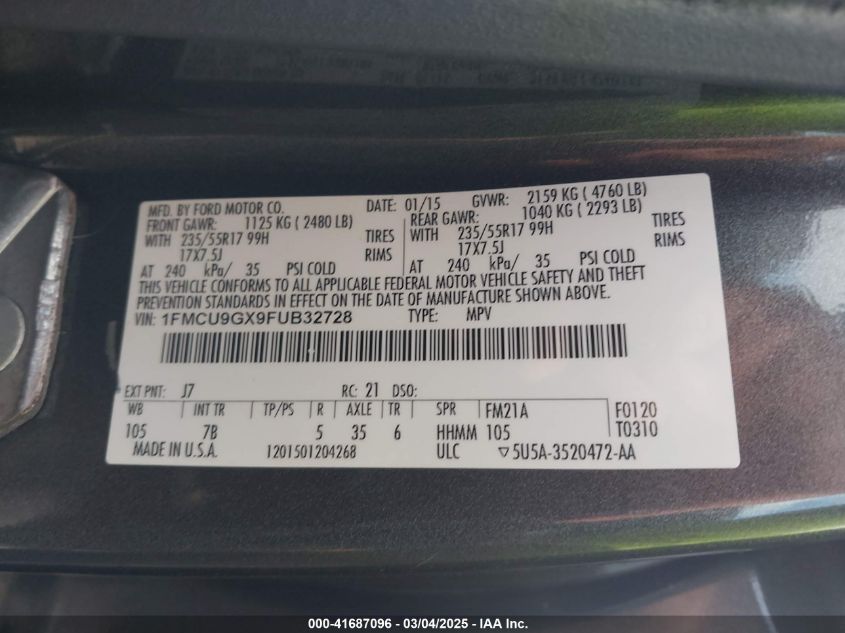 MFD. BY FORD MOTOR CO. DATE: 01/15 GVWR: 2159 KG ( 4760 LB)
FRONT GAWR: 1125 KG ( 2480 LB) REAR GAWR: 1040 KG ( 2293 LB)
WITH 235/55R17 99H TIRES WITH 235/55R17 99H TIRES
17X7.5J RIMS 17X7.5J RIMS
AT 240 kPa/ 35 PSI COLD AT 240 kPa/ 35 PSI COLD
THIS VEHICLE CONFORMS TO ALL APPLICABLE FEDERAL MOTOR VEHICLE SAFETY AND THEFT
PREVENTION STANDARDS IN EFFECT ON THE DATE OF MANUFACTURE SHOWN ABOVE.
VIN: 1FMCU9GX9FUB32728 TYPE: MPV
EXT PNT: J7 RC: 21 DSO:
WB INT TR TP/PS R AXLE TR SPR FM21A F0120
105 7B 5 35 6 HHMM 105 T0310
MADE IN U.S.A. 1201501204268 ULC ▽5U5A-3520472-AA
000-41687096 - 03/04/2025 - IAA Inc.